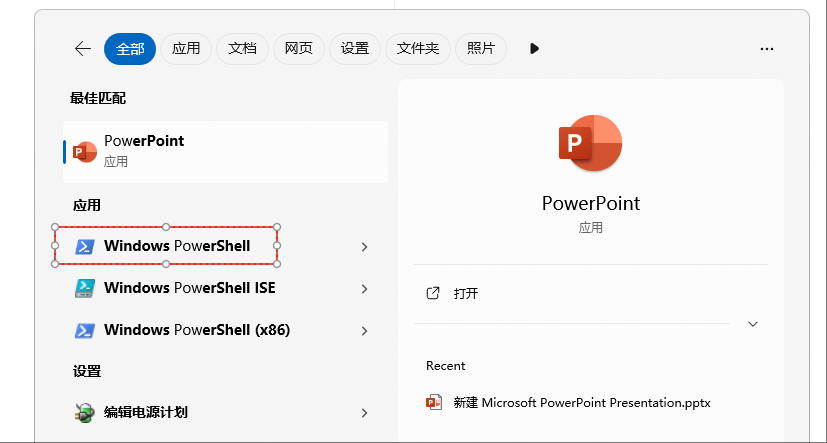 全部 应用 文档 网页 设置 文件夹 照片
最佳匹配
PowerPoint
应用
应用
Windows PowerShell
Windows PowerShell ISE
Windows PowerShell (x86)
设置
编辑电源计划
PowerPoint
应用
打开
Recent
新建 Microsoft PowerPoint Presentation.pptx